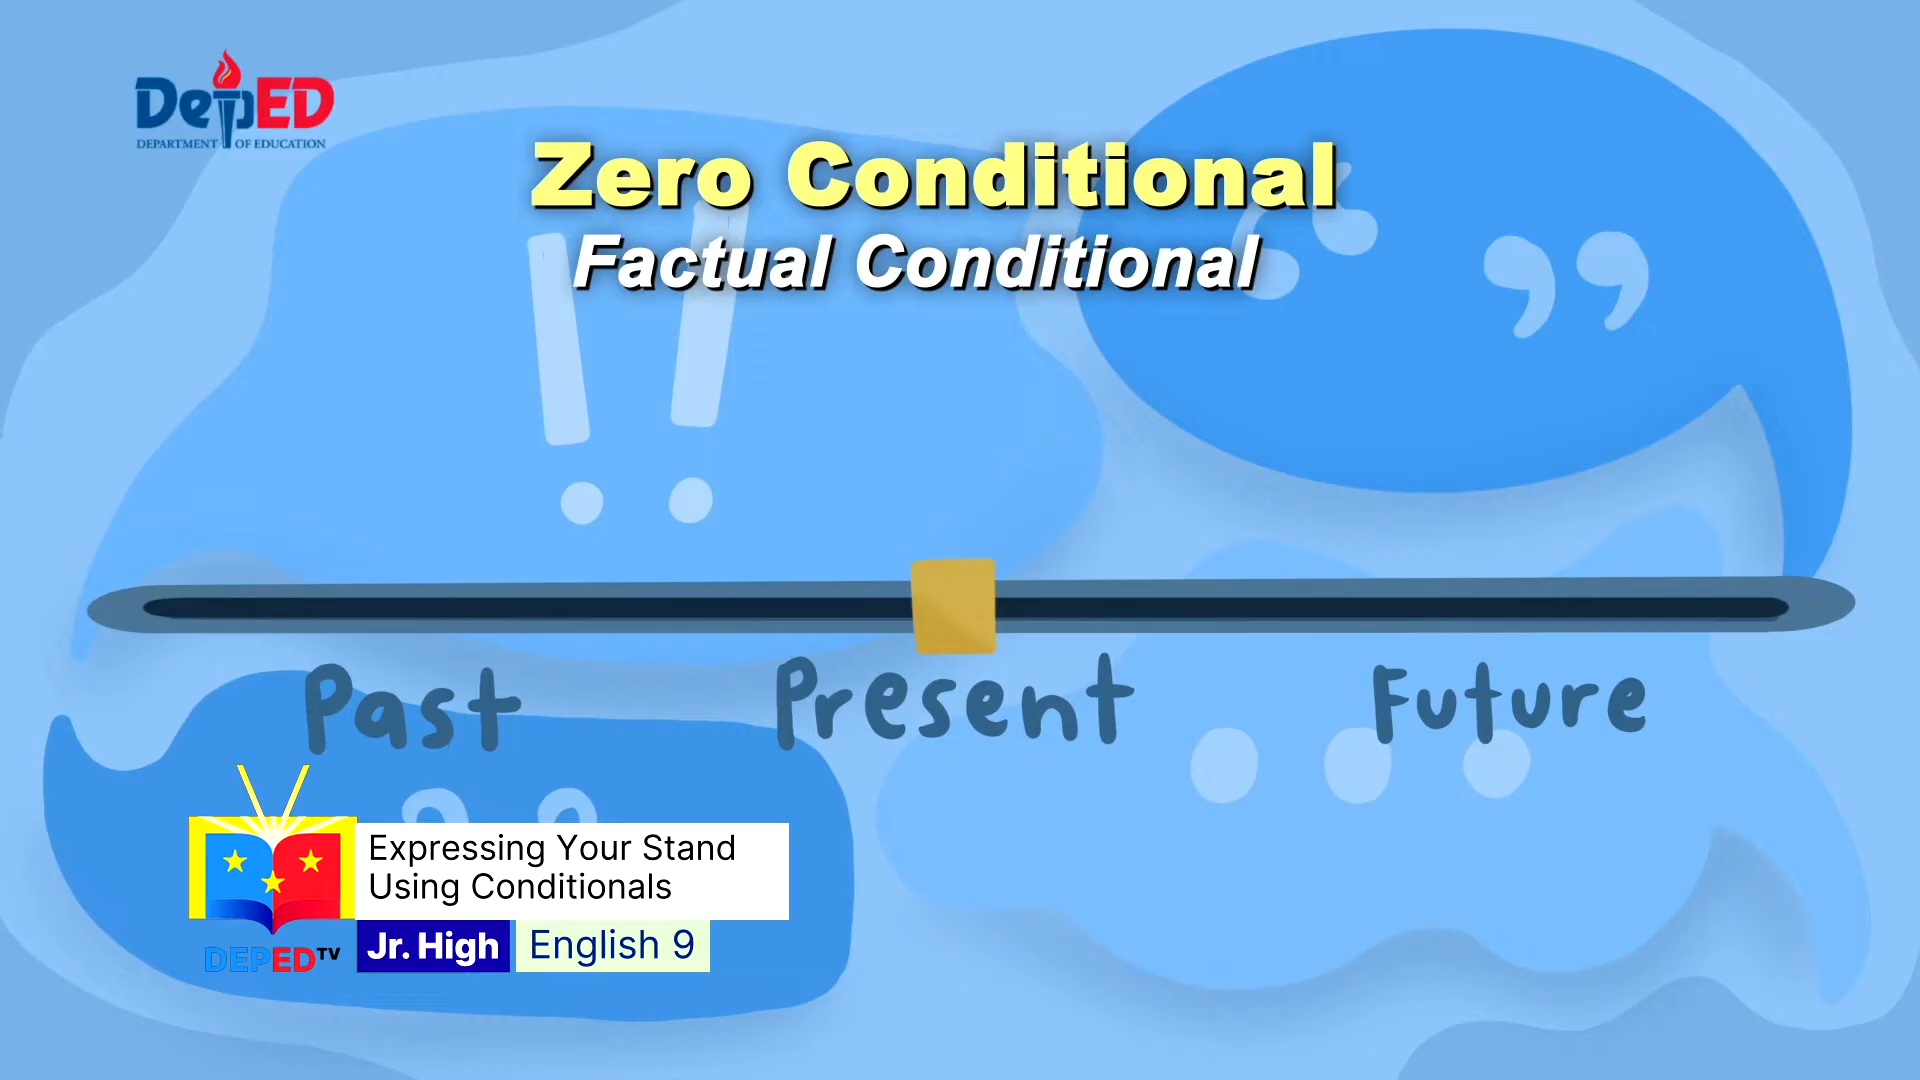 DepED
DEPARTMENT OF EDUCATION
Zero Conditional
Factual Conditional
Past Present Future
Expressing Your Stand
Using Conditionals
DEPED TV
Jr. High English 9